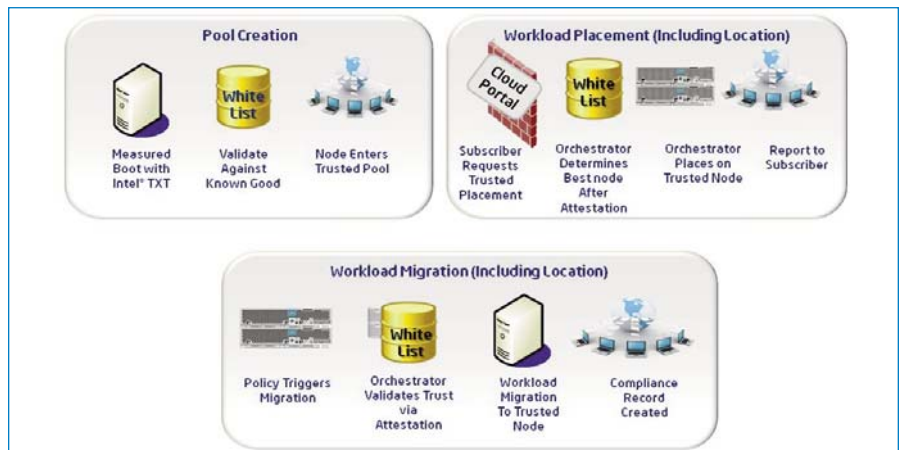 Pool Creation
White
List
Measured
Boot with
Intel® TXT
Validate
Against
Known Good
Node Enters
Trusted Pool
Workload Placement (Including Location)
Cloud
Portal
White
List
Subscriber
Requests
Trusted
Placement
Orchestrator
Determines
Best node
After
Attestation
Orchestrator
Places on
Trusted Node
Report to
Subscriber
Workload Migration (Including Location)
White
List
Policy Triggers
Migration
Orchestrator
Validates Trust
via
Attestation
Workload
Migration
To Trusted
Node
Compliance
Record
Created